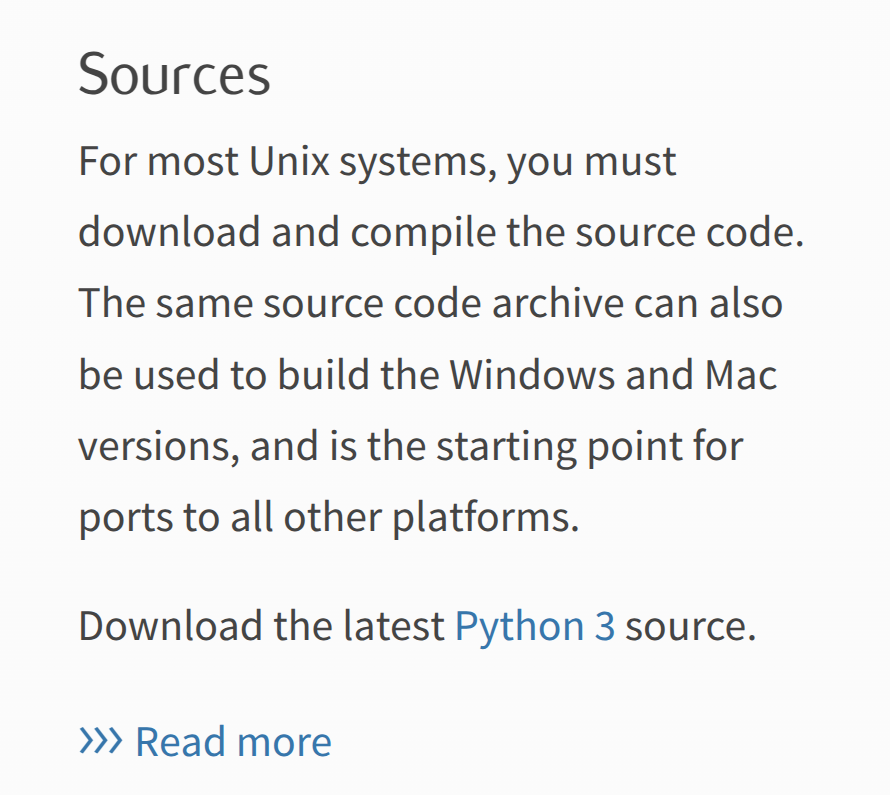 Sources
For most Unix systems, you must
download and compile the source code.
The same source code archive can also
be used to build the Windows and Mac
versions, and is the starting point for
ports to all other platforms.
Download the latest Python 3 source.
>>> Read more